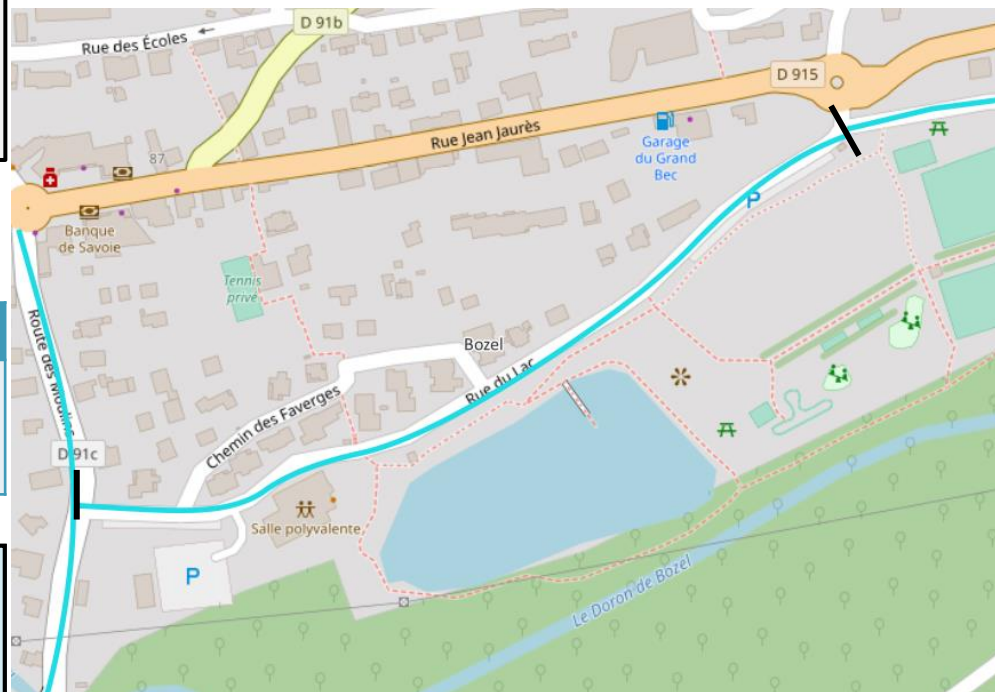 D 91b
Rue des Écoles
D 915
Rue Jean Jaurès
Garage
du Grand
Bec
87
Banque
de Savoie
P
Tennis
privé
Route des Moulins
Bozel
Rue du Lac
Chemin des Faverges
D 91c
Salle polyvalente
P
Le Doron de Bozel